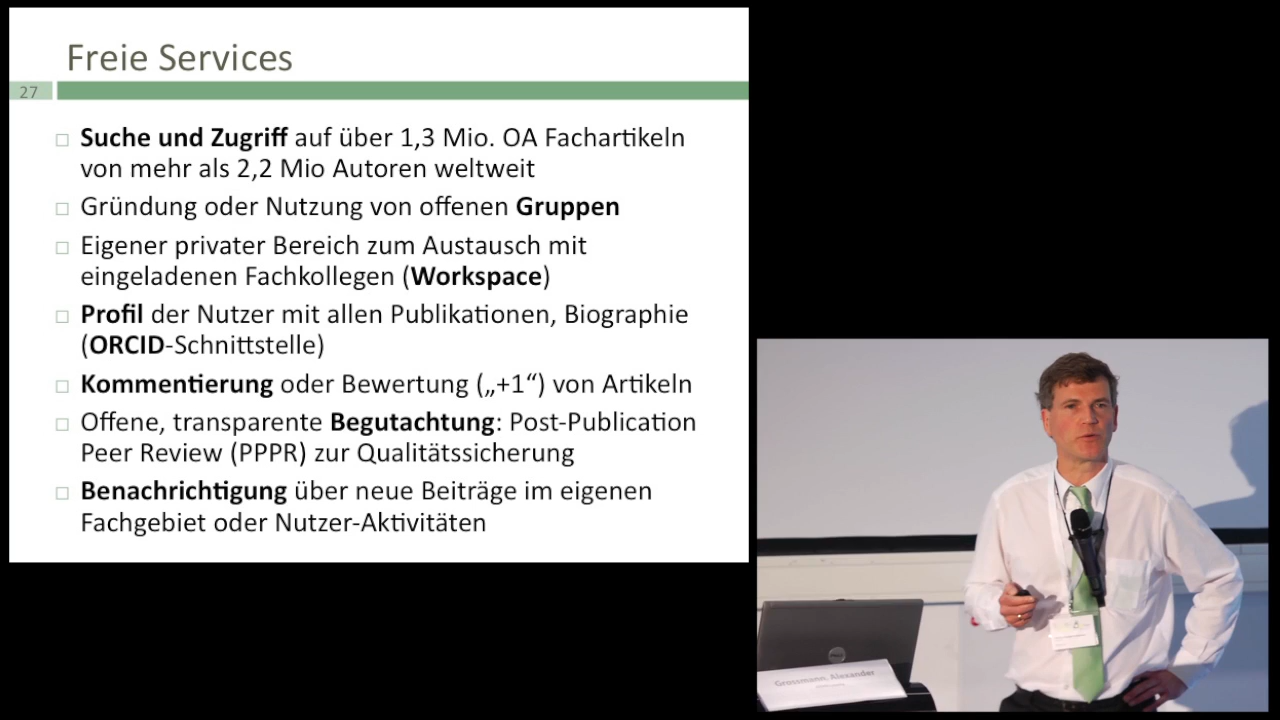 Freie Services
27
Suche und Zugriff auf über 1,3 Mio. OA Fachartikeln
von mehr als 2,2 Mio Autoren weltweit
Gründung oder Nutzung von offenen Gruppen
Eigener privater Bereich zum Austausch mit
eingeladenen Fachkollegen (Workspace)
Profil der Nutzer mit allen Publikationen, Biographie
(ORCID-Schnittstelle)
Kommentierung oder Bewertung („+1“) von Artikeln
Offene, transparente Begutachtung: Post-Publication
Peer Review (PPPR) zur Qualitätssicherung
Benachrichtigung über neue Beiträge im eigenen
Fachgebiet oder Nutzer-Aktivitäten
Grossmann, Alexander